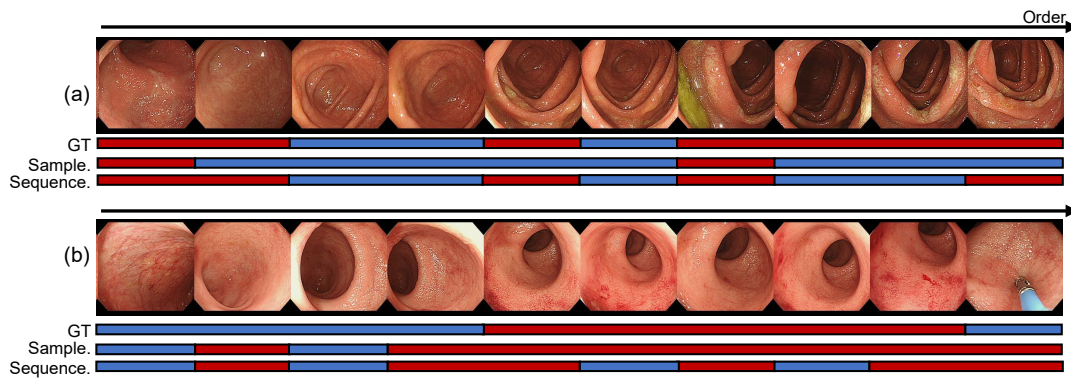 Order
(a)
GT
Sample.
Sequence.
(b)
GT
Sample.
Sequence.